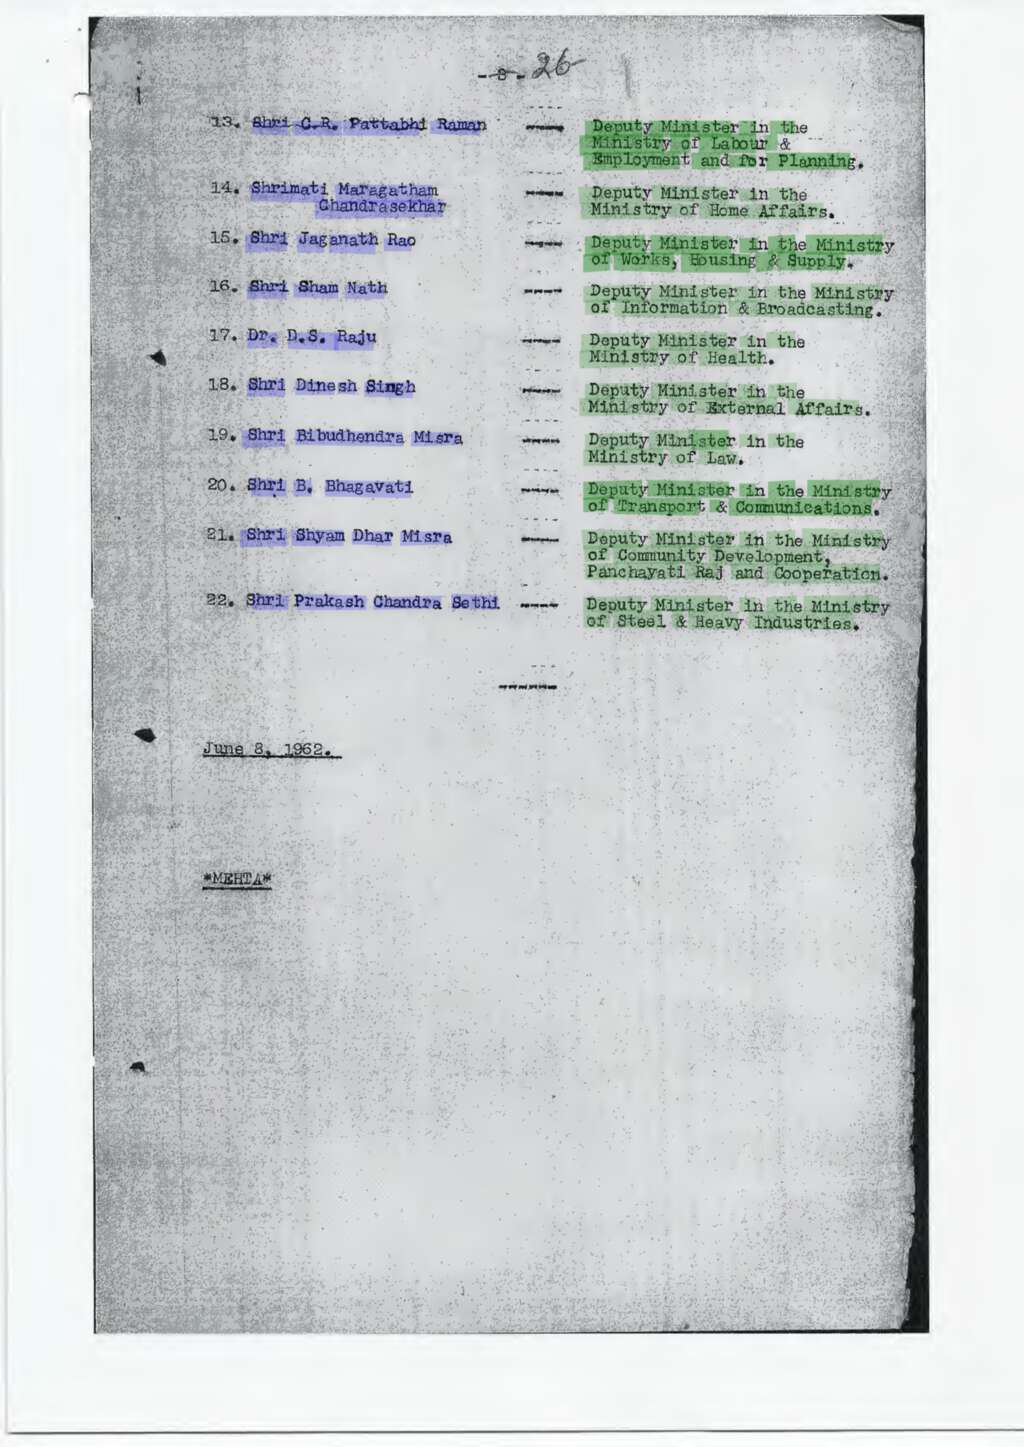 - 8 - 26
13. Shri C.R. Pattabhi Raman ---- Deputy Minister in the
Ministry of Labour &
Employment and for Planning.
14. Shrimati Maragatham ---- Deputy Minister in the
Chandrasekhar Ministry of Home Affairs.
15. Shri Jaganath Rao ---- Deputy Minister in the Ministry
of Works, Housing & Supply.
16. Shri Sham Nath ---- Deputy Minister in the Ministry
of Information & Broadcasting.
17. Dr. D.S. Raju ---- Deputy Minister in the
Ministry of Health.
18. Shri Dinesh Singh ---- Deputy Minister in the
Ministry of External Affairs.
19. Shri Bibudhendra Misra ---- Deputy Minister in the
Ministry of Law.
20. Shri B. Bhagavati ---- Deputy Minister in the Ministry
of Transport & Communications.
21. Shri Shyam Dhar Misra ---- Deputy Minister in the Ministry
of Community Development,
Panchayati Raj and Cooperation.
22. Shri Prakash Chandra Sethi ---- Deputy Minister in the Ministry
of Steel & Heavy Industries.
------
June 8, 1962.
*MEHTA*